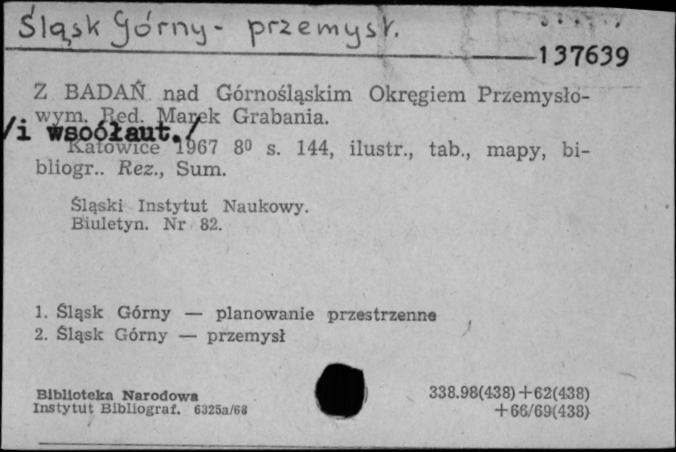 Śląsk Górny - przemysł.
137639
Z BADAŃ nad Górnośląskim Okręgiem Przemysło-
wym. Red. Marek Grabania.
/i wsoółaut./
Katowice 1967 8⁰ s. 144, ilustr., tab., mapy, bi-
bliogr.. Rez., Sum.
Śląski Instytut Naukowy.
Biuletyn. Nr 82.
1. Śląsk Górny — planowanie przestrzenne
2. Śląsk Górny — przemysł
Biblioteka Narodowa
Instytut Bibliograf. 6325a/68
338.98(438)+62(438)
+66/69(438)